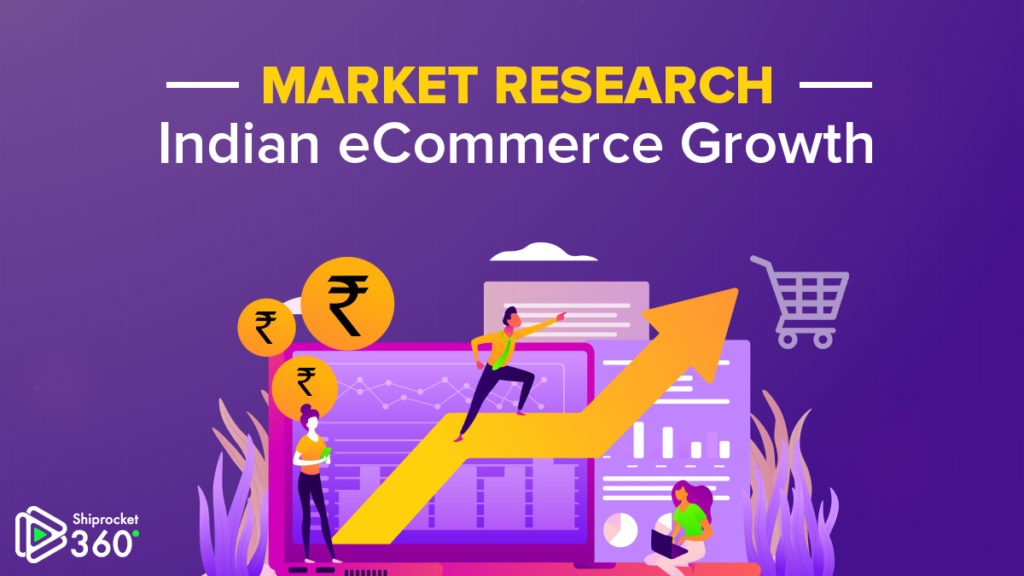 MARKET RESEARCH
Indian eCommerce Growth
₹
₹
₹
Shiprocket
360°